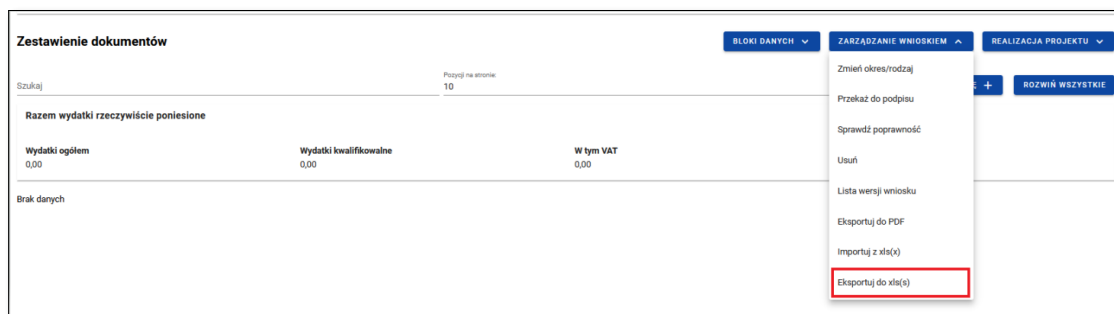 Zestawienie dokumentów
BLOKI DANYCH
ZARZĄDZANIE WNIOSKIEM
REALIZACJA PROJEKTU
Szukaj
Pozycji na stronie:
10
ROZWIŃ WSZYSTKIE
Zmień okres/rodzaj
Przekaż do podpisu
Sprawdź poprawność
Usuń
Lista wersji wniosku
Eksportuj do PDF
Importuj z xls(x)
Eksportuj do xls(s)
Razem wydatki rzeczywiście poniesione
Wydatki ogółem
0,00
Wydatki kwalifikowalne
0,00
W tym VAT
0,00
Brak danych